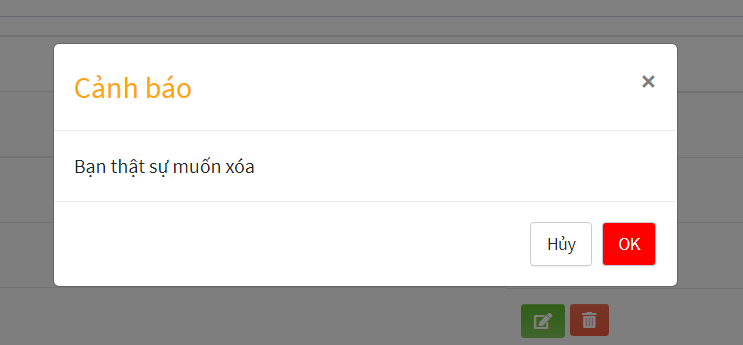 Cảnh báo
×
Bạn thật sự muốn xóa
Hủy
OK